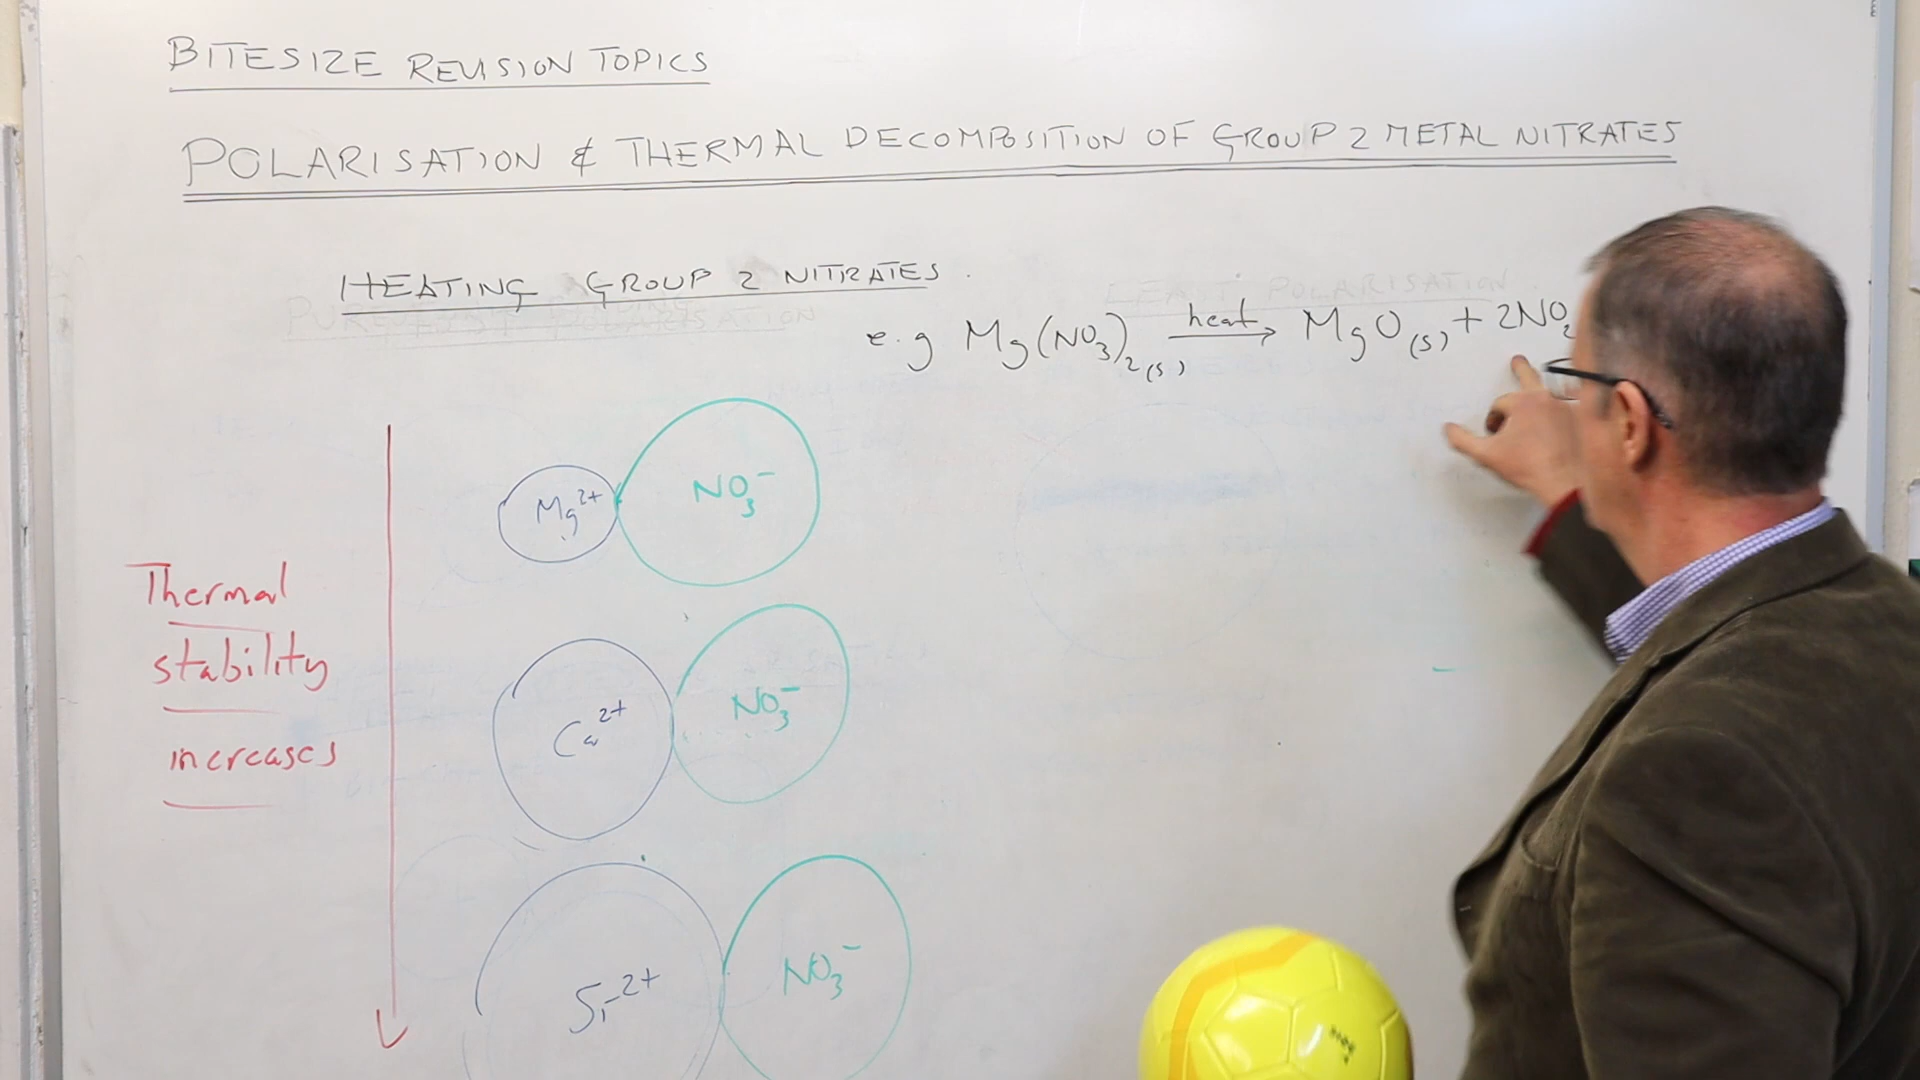 BITESIZE REVISION TOPICS
POLARISATION & THERMAL DECOMPOSITION OF GROUP 2 METAL NITRATES
HEATING GROUP 2 NITRATES.
LEAST POLARISATION
e.g Mg(NO₃)₂(s) heat → MgO(s) + 2NO₂
Mg²⁺ NO₃⁻
Thermal
stability
increases
Ca²⁺ NO₃⁻
Sr²⁺ NO₃⁻